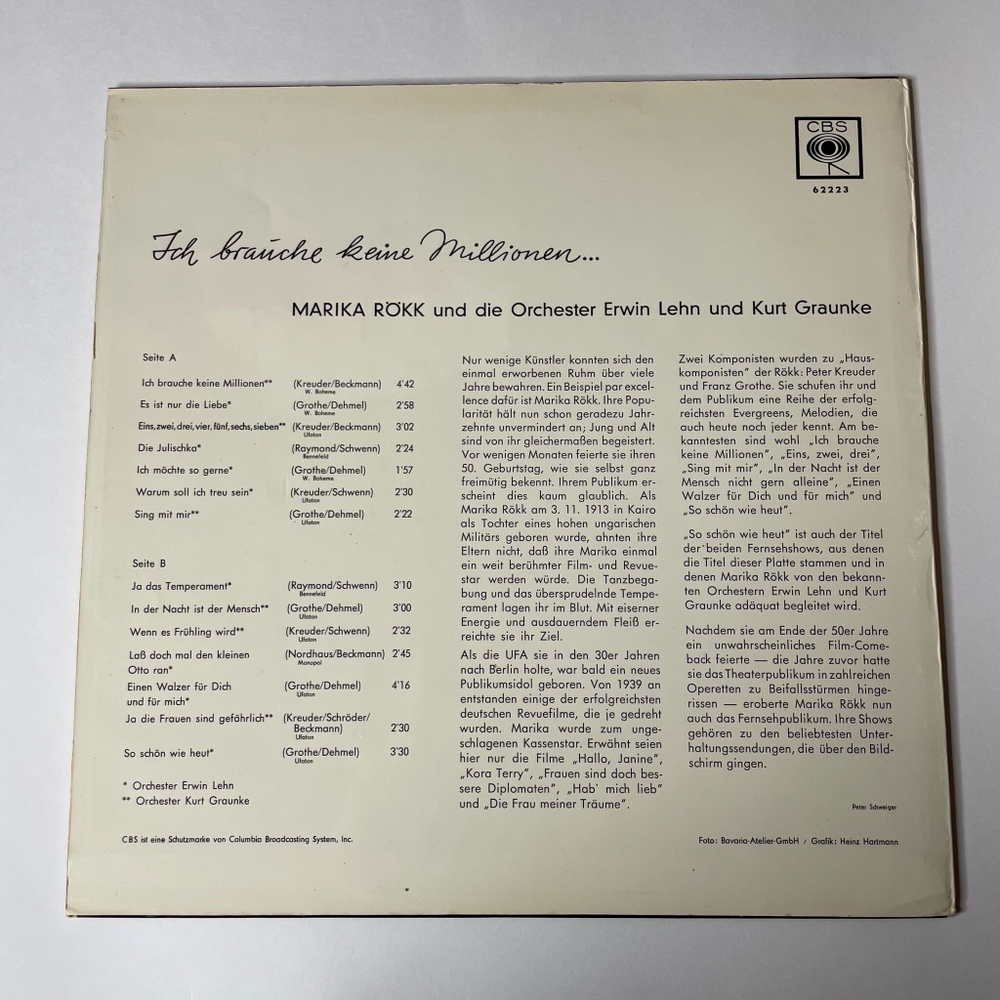 CBS
62223
Ich brauche keine Millionen...
MARIKA RÖKK und die Orchester Erwin Lehn und Kurt Graunke
Seite A
Ich brauche keine Millionen** (Kreuder/Beckmann) 4'42
W. Boheme
Es ist nur die Liebe* (Grothe/Dehmel) 2'58
W. Boheme
Eins, zwei, drei, vier, fünf, sechs, sieben** (Kreuder/Beckmann) 3'02
Ufaton
Die Julischka* (Raymond/Schwenn) 2'24
Bennefeld
Ich möchte so gerne* (Grothe/Dehmel) 1'57
W. Boheme
Warum soll ich treu sein* (Kreuder/Schwenn) 2'30
Ufaton
Sing mit mir** (Grothe/Dehmel) 2'22
Ufaton
Seite B
Ja das Temperament* (Raymond/Schwenn) 3'10
Bennefeld
In der Nacht ist der Mensch** (Grothe/Dehmel) 3'00
Ufaton
Wenn es Frühling wird** (Kreuder/Schwenn) 2'32
Ufaton
Laß doch mal den kleinen (Nordhaus/Beckmann) 2'45
Otto ran* Monopol
Einen Walzer für Dich (Grothe/Dehmel) 4'16
und für mich* Ufaton
Ja die Frauen sind gefährlich** (Kreuder/Schröder/
Beckmann) 2'30
Ufaton
So schön wie heut* (Grothe/Dehmel) 3'30
Ufaton
* Orchester Erwin Lehn
** Orchester Kurt Graunke
CBS ist eine Schutzmarke von Columbia Broadcasting System, Inc.
Nur wenige Künstler konnten sich den
einmal erworbenen Ruhm über viele
Jahre bewahren. Ein Beispiel par excel-
lence dafür ist Marika Rökk. Ihre Popu-
larität hält nun schon geradezu Jahr-
zehnte unvermindert an; Jung und Alt
sind von ihr gleichermaßen begeistert.
Vor wenigen Monaten feierte sie ihren
50. Geburtstag, wie sie selbst ganz
freimütig bekennt. Ihrem Publikum er-
scheint dies kaum glaublich. Als
Marika Rökk am 3. 11. 1913 in Kairo
als Tochter eines hohen ungarischen
Militärs geboren wurde, ahnten ihre
Eltern nicht, daß ihre Marika einmal
ein weit berühmter Film- und Revue-
star werden würde. Die Tanzbega-
bung und das übersprudelnde Tempe-
rament lagen ihr im Blut. Mit eiserner
Energie und ausdauerndem Fleiß er-
reichte sie ihr Ziel.
Als die UFA sie in den 30er Jahren
nach Berlin holte, war bald ein neues
Publikumsidol geboren. Von 1939 an
entstanden einige der erfolgreichsten
deutschen Revuefilme, die je gedreht
wurden. Marika wurde zum unge-
schlagenen Kassenstar. Erwähnt seien
hier nur die Filme „Hallo, Janine",
„Kora Terry", „Frauen sind doch bes-
sere Diplomaten", „Hab' mich lieb"
und „Die Frau meiner Träume".
Zwei Komponisten wurden zu „Haus-
komponisten" der Rökk: Peter Kreuder
und Franz Grothe. Sie schufen ihr und
dem Publikum eine Reihe der erfolg-
reichsten Evergreens, Melodien, die
auch heute noch jeder kennt. Am be-
kanntesten sind wohl „Ich brauche
keine Millionen", „Eins, zwei, drei",
„Sing mit mir", „In der Nacht ist der
Mensch nicht gern alleine", „Einen
Walzer für Dich und für mich" und
„So schön wie heut".
„So schön wie heut" ist auch der Titel
der beiden Fernsehshows, aus denen
die Titel dieser Platte stammen und in
denen Marika Rökk von den bekann-
ten Orchestern Erwin Lehn und Kurt
Graunke adäquat begleitet wird.
Nachdem sie am Ende der 50er Jahre
ein unwahrscheinliches Film-Come-
back feierte — die Jahre zuvor hatte
sie das Theaterpublikum in zahlreichen
Operetten zu Beifallsstürmen hinge-
rissen — eroberte Marika Rökk nun
auch das Fernsehpublikum. Ihre Shows
gehören zu den beliebtesten Unter-
haltungssendungen, die über den Bild-
schirm gingen.
Peter Schweiger
Foto: Bavaria-Atelier-GmbH / Grafik: Heinz Hartmann